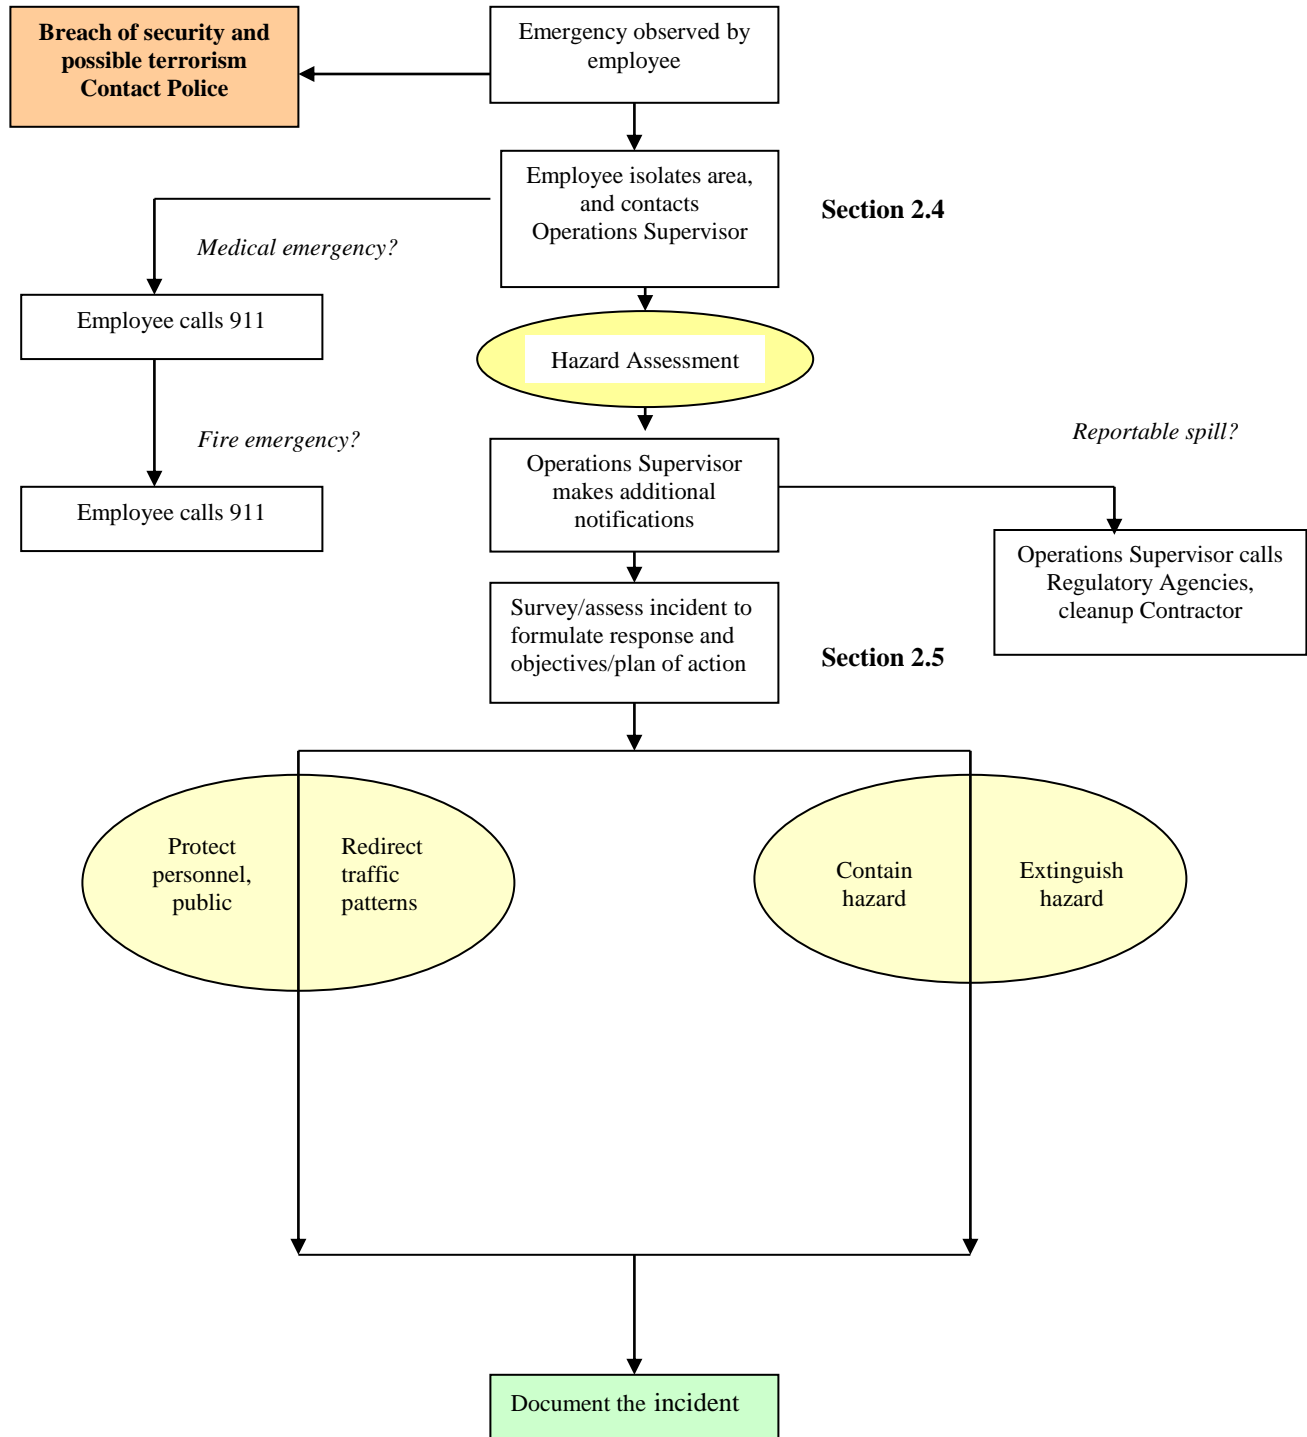 Breach of security and
possible terrorism
Contact Police
Emergency observed by
employee
Employee isolates area,
and contacts
Operations Supervisor
Section 2.4
Medical emergency?
Employee calls 911
Hazard Assessment
Fire emergency?
Employee calls 911
Operations Supervisor
makes additional
notifications
Reportable spill?
Operations Supervisor calls
Regulatory Agencies,
cleanup Contractor
Survey/assess incident to
formulate response and
objectives/plan of action
Section 2.5
Protect
personnel,
public
Redirect
traffic
patterns
Contain
hazard
Extinguish
hazard
Document the incident